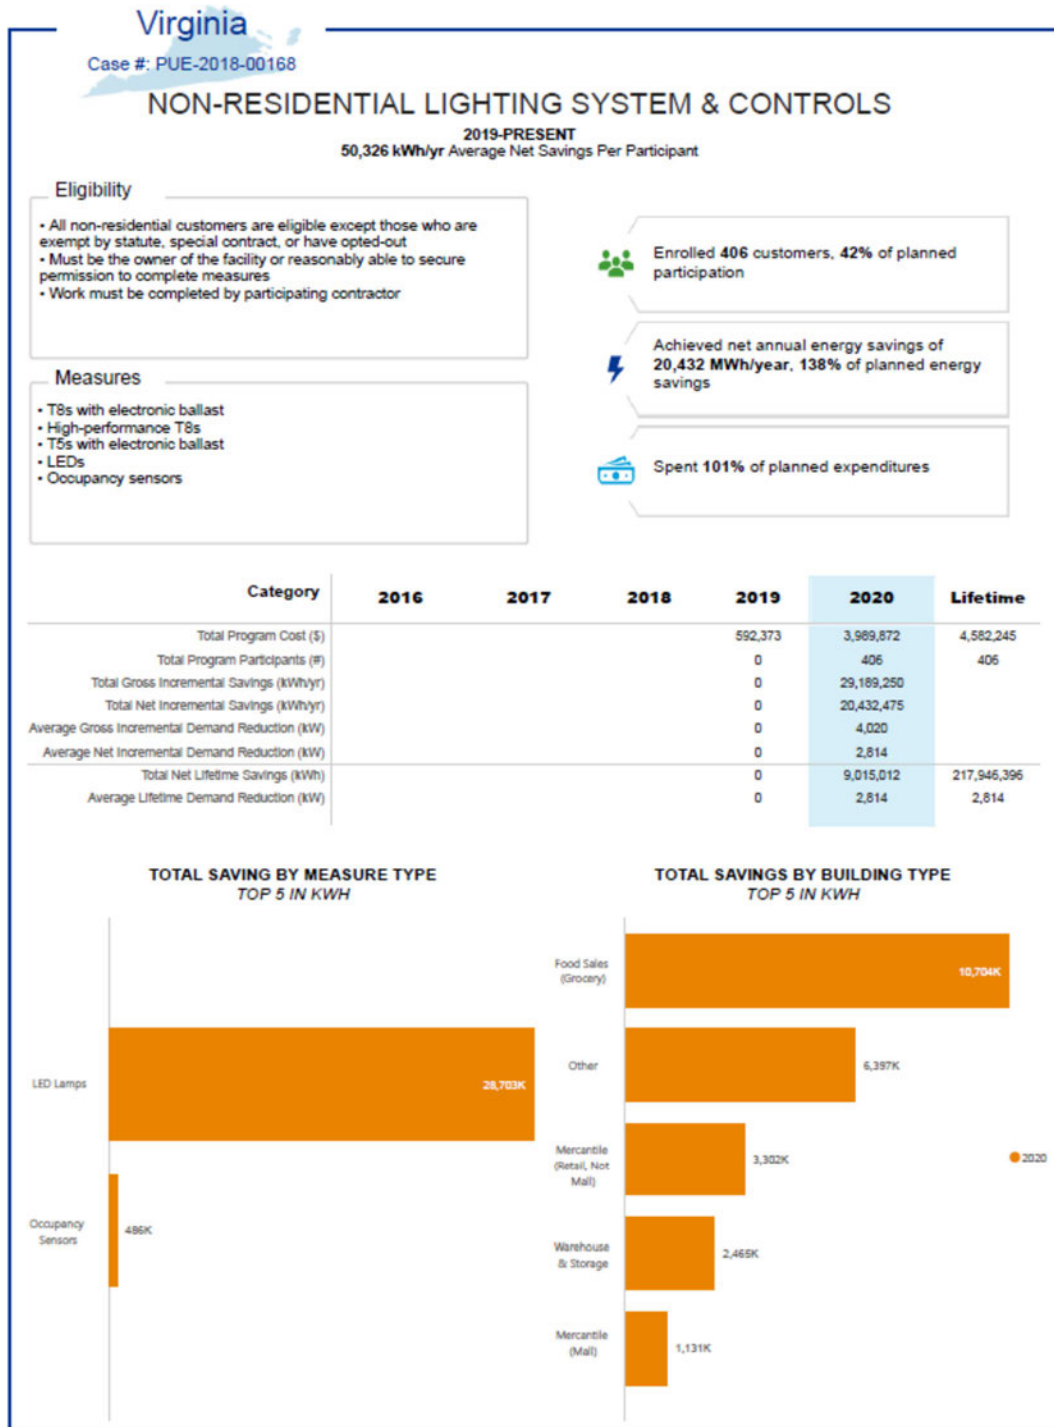 Virginia
Case #: PUE-2018-00168
NON-RESIDENTIAL LIGHTING SYSTEM & CONTROLS
2019-PRESENT
50,326 kWh/yr Average Net Savings Per Participant
Eligibility
• All non-residential customers are eligible except those who are
exempt by statute, special contract, or have opted-out
• Must be the owner of the facility or reasonably able to secure
permission to complete measures
• Work must be completed by participating contractor
Measures
• T8s with electronic ballast
• High-performance T8s
• T5s with electronic ballast
• LEDs
• Occupancy sensors
Enrolled 406 customers, 42% of planned
participation
Achieved net annual energy savings of
20,432 MWh/year, 138% of planned energy
savings
Spent 101% of planned expenditures
Category 2016 2017 2018 2019 2020 Lifetime
Total Program Cost ($) 592,373 3,989,872 4,582,245
Total Program Participants (#) 0 406 406
Total Gross Incremental Savings (kWh/yr) 0 29,189,250
Total Net Incremental Savings (kWh/yr) 0 20,432,475
Average Gross Incremental Demand Reduction (kW) 0 4,020
Average Net Incremental Demand Reduction (kW) 0 2,814
Total Net Lifetime Savings (kWh) 0 9,015,012 217,946,396
Average Lifetime Demand Reduction (kW) 0 2,814 2,814
TOTAL SAVING BY MEASURE TYPE
TOP 5 IN KWH
LED Lamps
28,703K
Occupancy
Sensors
486K
TOTAL SAVINGS BY BUILDING TYPE
TOP 5 IN KWH
Food Sales
(Grocery)
10,704K
Other
6,397K
Mercantile
(Retail, Not
Mall)
3,302K
Warehouse
& Storage
2,465K
Mercantile
(Mall)
1,131K
2020